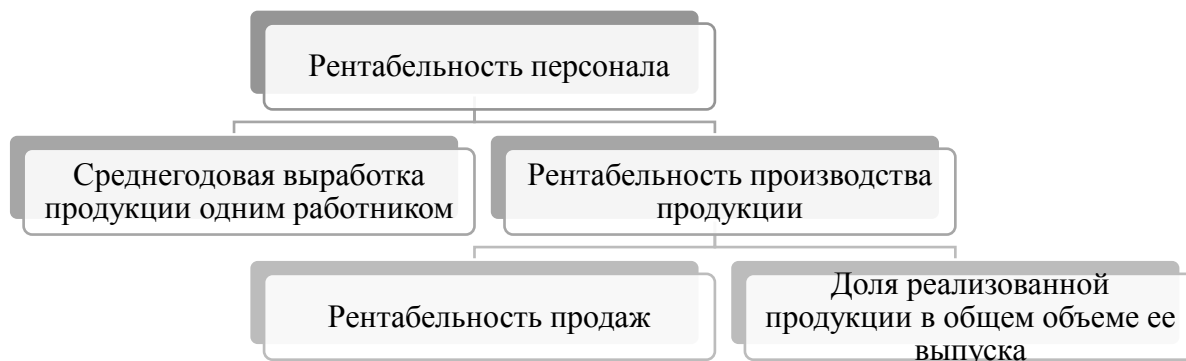 Рентабельность персонала
Среднегодовая выработка
продукции одним работником
Рентабельность производства
продукции
Рентабельность продаж
Доля реализованной
продукции в общем объеме ее
выпуска